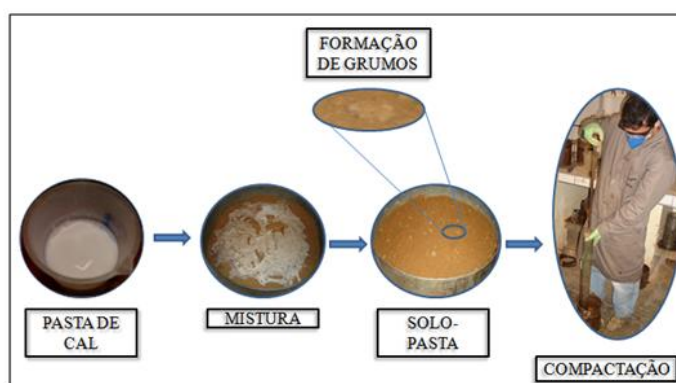 FORMAÇÃO
DE GRUMOS
PASTA DE
CAL
MISTURA
SOLO-
PASTA
COMPACTAÇÃO